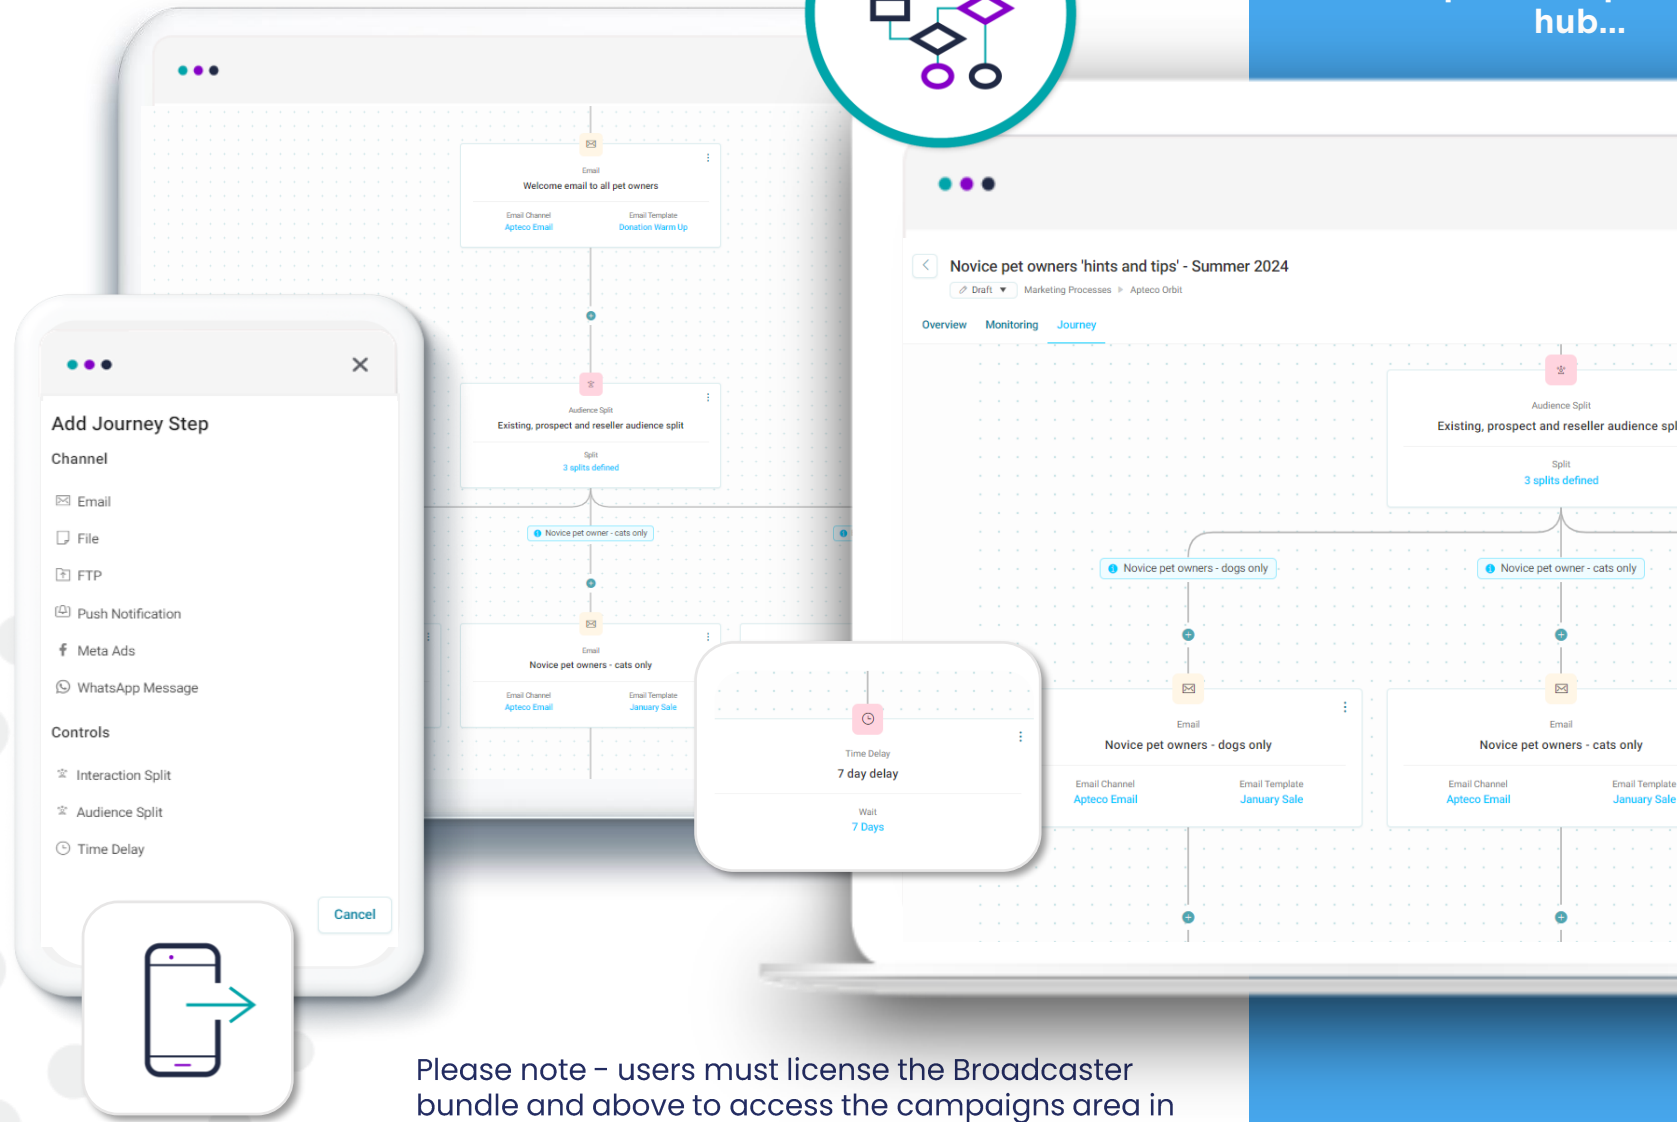 hub...
Email
Welcome email to all pet owners
Email Channel
Email Template
Apteco Email
Donation Warm Up
Audience Split
Existing, prospect and reseller audience split
Split
3 splits defined
Novice pet owner - cats only
Email
Novice pet owners - cats only
Email Channel
Email Template
Apteco Email
January Sale
Add Journey Step
Channel
Email
File
FTP
Push Notification
Meta Ads
WhatsApp Message
Controls
Interaction Split
Audience Split
Time Delay
Cancel
Time Delay
7 day delay
Wait
7 Days
Novice pet owners 'hints and tips' - Summer 2024
Draft
Marketing Processes
Apteco Orbit
Overview
Monitoring
Journey
Audience Split
Existing, prospect and reseller audience spl
Split
3 splits defined
Novice pet owners - dogs only
Novice pet owner - cats only
Email
Novice pet owners - dogs only
Email Channel
Email Template
Apteco Email
January Sale
Email
Novice pet owners - cats only
Email Channel
Email Template
Apteco Email
January Sale
Please note - users must license the Broadcaster
bundle and above to access the campaigns area in